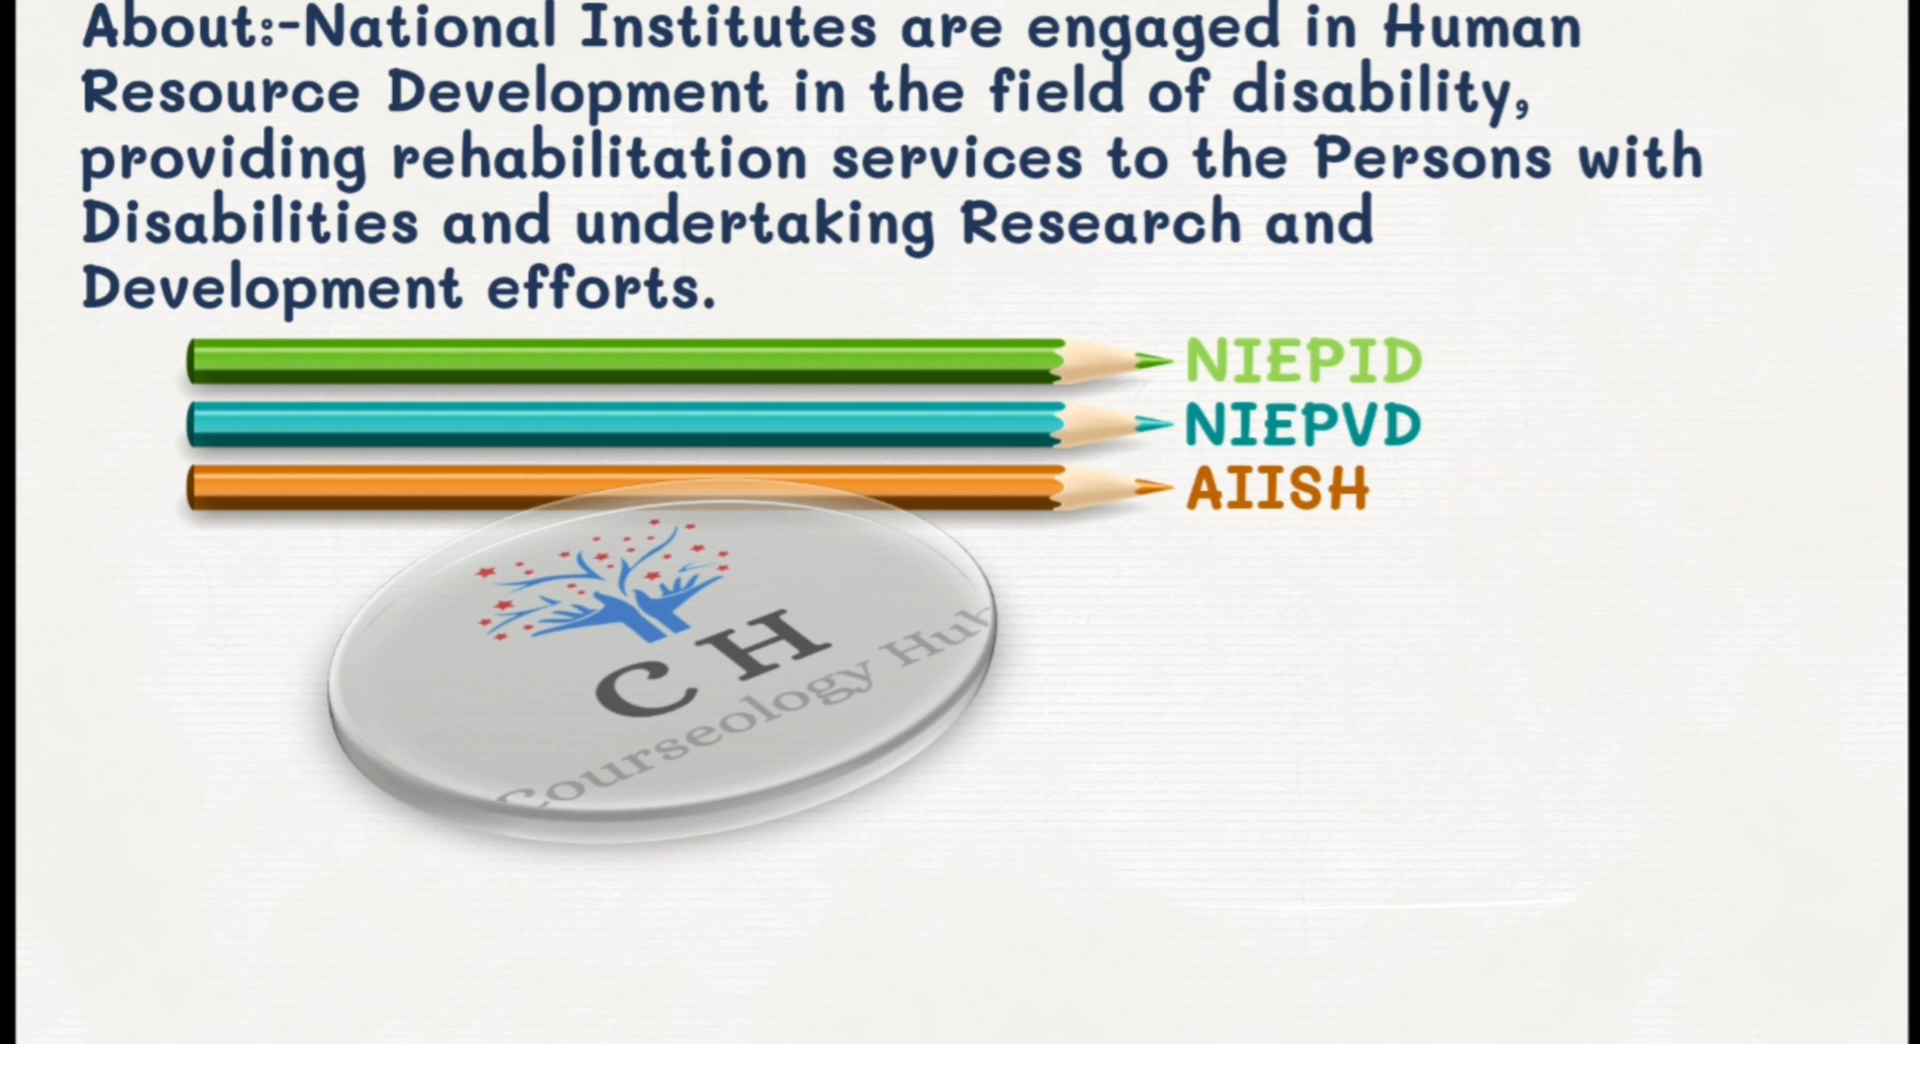 About:-National Institutes are engaged in Human
Resource Development in the field of disability,
providing rehabilitation services to the Persons with
Disabilities and undertaking Research and
Development efforts.
NIEPID
NIEPVD
AIISH
C H
Courseology Hub